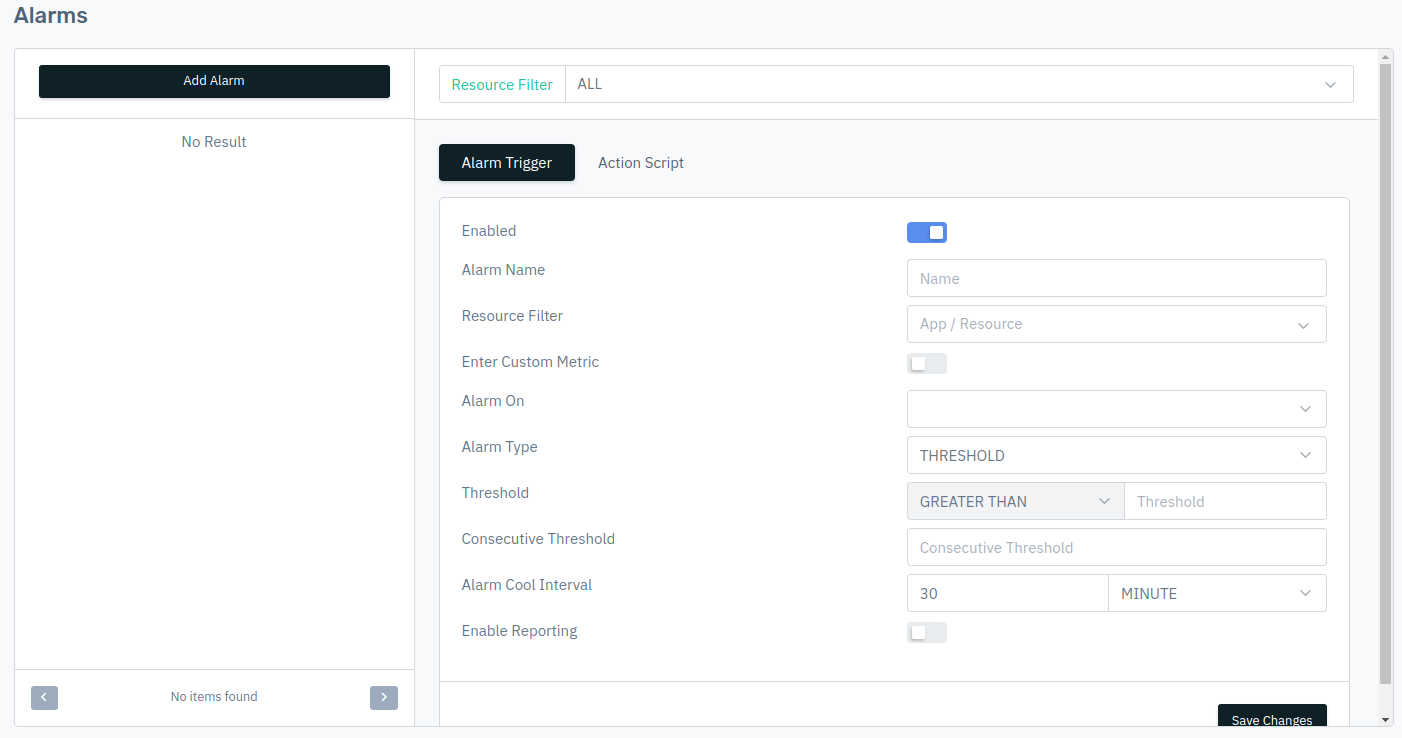 Alarms
Add Alarm
No Result
No items found
Resource Filter ALL
Alarm Trigger Action Script
Enabled
Alarm Name Name
Resource Filter App / Resource
Enter Custom Metric
Alarm On
Alarm Type THRESHOLD
Threshold GREATER THAN Threshold
Consecutive Threshold Consecutive Threshold
Alarm Cool Interval 30 MINUTE
Enable Reporting
Save Changes